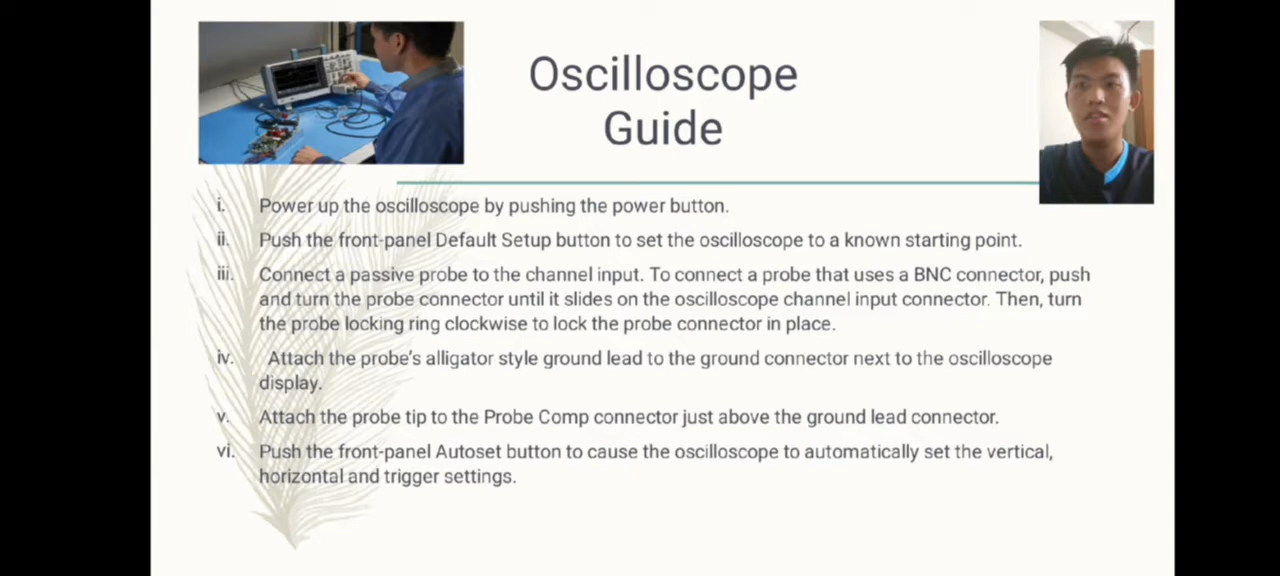 Oscilloscope
Guide
i. Power up the oscilloscope by pushing the power button.
ii. Push the front-panel Default Setup button to set the oscilloscope to a known starting point.
iii. Connect a passive probe to the channel input. To connect a probe that uses a BNC connector, push
and turn the probe connector until it slides on the oscilloscope channel input connector. Then, turn
the probe locking ring clockwise to lock the probe connector in place.
iv. Attach the probe's alligator style ground lead to the ground connector next to the oscilloscope
display.
v. Attach the probe tip to the Probe Comp connector just above the ground lead connector.
vi. Push the front-panel Autoset button to cause the oscilloscope to automatically set the vertical,
horizontal and trigger settings.